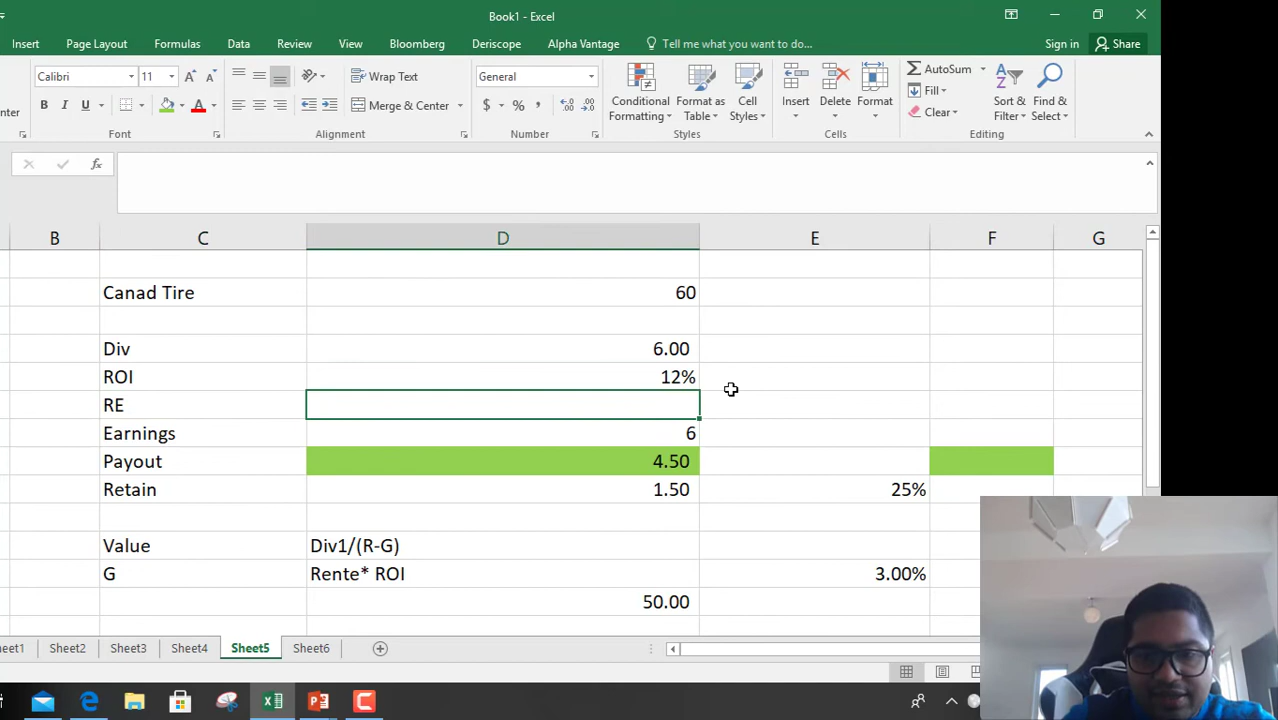 Book1 - Excel
Insert Page Layout Formulas Data Review View Bloomberg Deriscope Alpha Vantage Tell me what you want to do... Sign in Share
Calibri 11 A A Wrap Text General AutoSum
Fill
B I U A Merge & Center $ % , Conditional Formatting Format as Table Cell Styles Insert Delete Format Clear Sort & Filter Find & Select
Font Alignment Number Styles Cells Editing
fx
B C D E F G
Canad Tire 60
Div 6.00
ROI 12%
RE
Earnings 6
Payout 4.50
Retain 1.50 25%
Value Div1/(R-G)
G Rente* ROI 3.00%
50.00
Sheet2 Sheet3 Sheet4 Sheet5 Sheet6